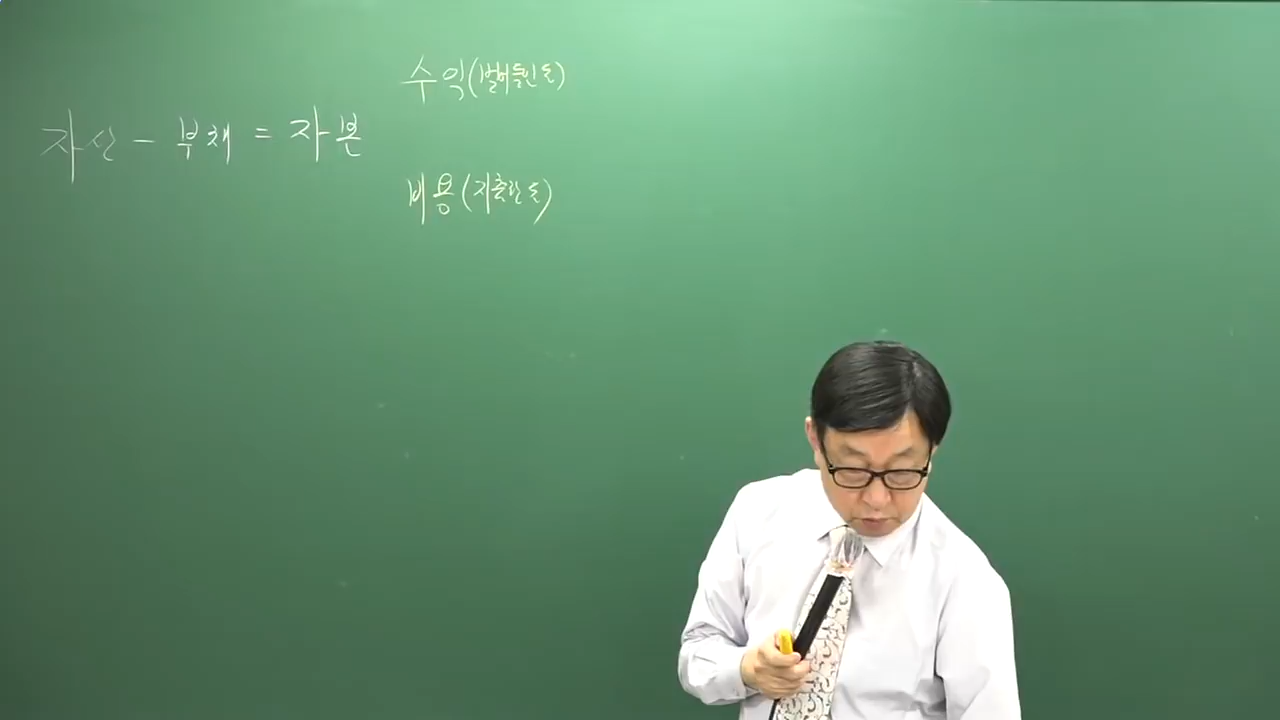 수익(벌어들인 돈)
자산 - 부채 = 자본
비용(지출한 돈)